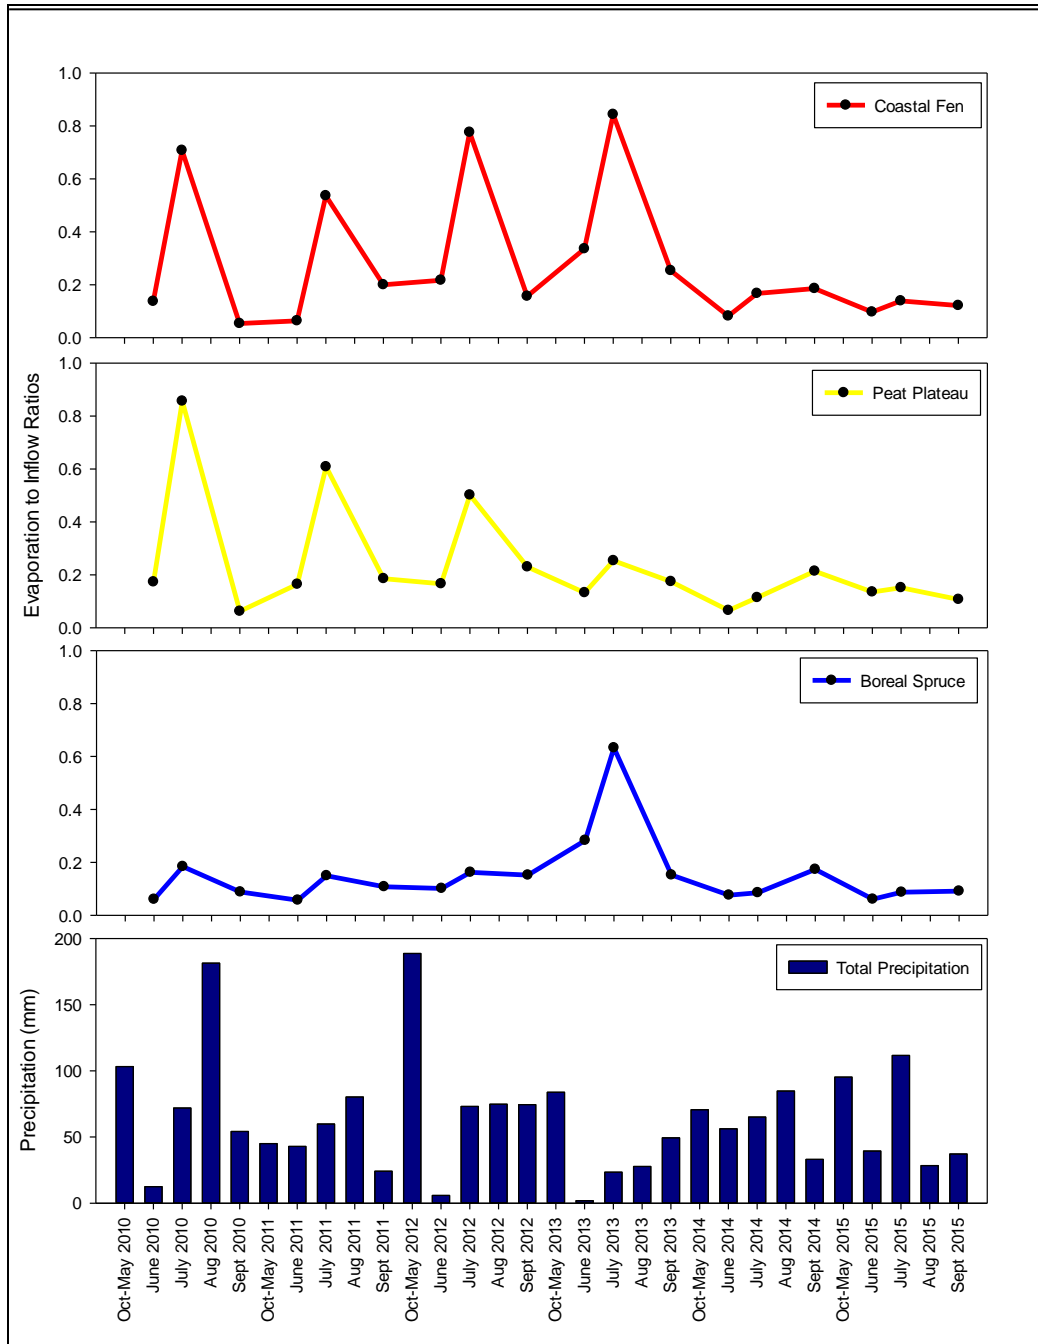 1.0
0.8
0.6
0.4
0.2
0.0
Coastal Fen
Evaporation to Inflow Ratios
1.0
0.8
0.6
0.4
0.2
0.0
Peat Plateau
1.0
0.8
0.6
0.4
0.2
0.0
Boreal Spruce
Precipitation (mm)
200
150
100
50
0
Total Precipitation
Oct-May 2010
June 2010
July 2010
Aug 2010
Sept 2010
Oct-May 2011
June 2011
July 2011
Aug 2011
Sept 2011
Oct-May 2012
June 2012
July 2012
Aug 2012
Sept 2012
Oct-May 2013
June 2013
July 2013
Aug 2013
Sept 2013
Oct-May 2014
June 2014
July 2014
Aug 2014
Sept 2014
Oct-May 2015
June 2015
July 2015
Aug 2015
Sept 2015